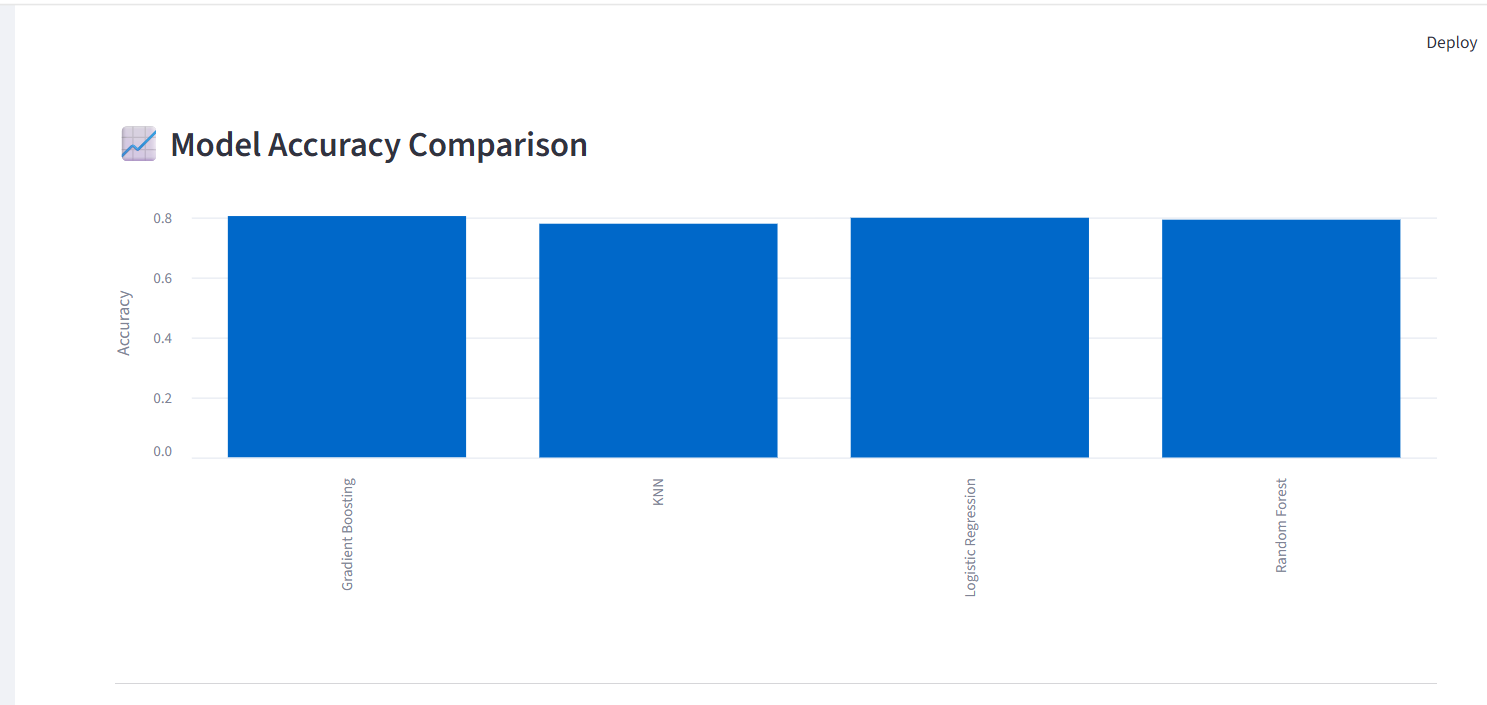 Deploy
Model Accuracy Comparison
0.8
0.6
0.4
0.2
0.0
Accuracy
Gradient Boosting
KNN
Logistic Regression
Random Forest